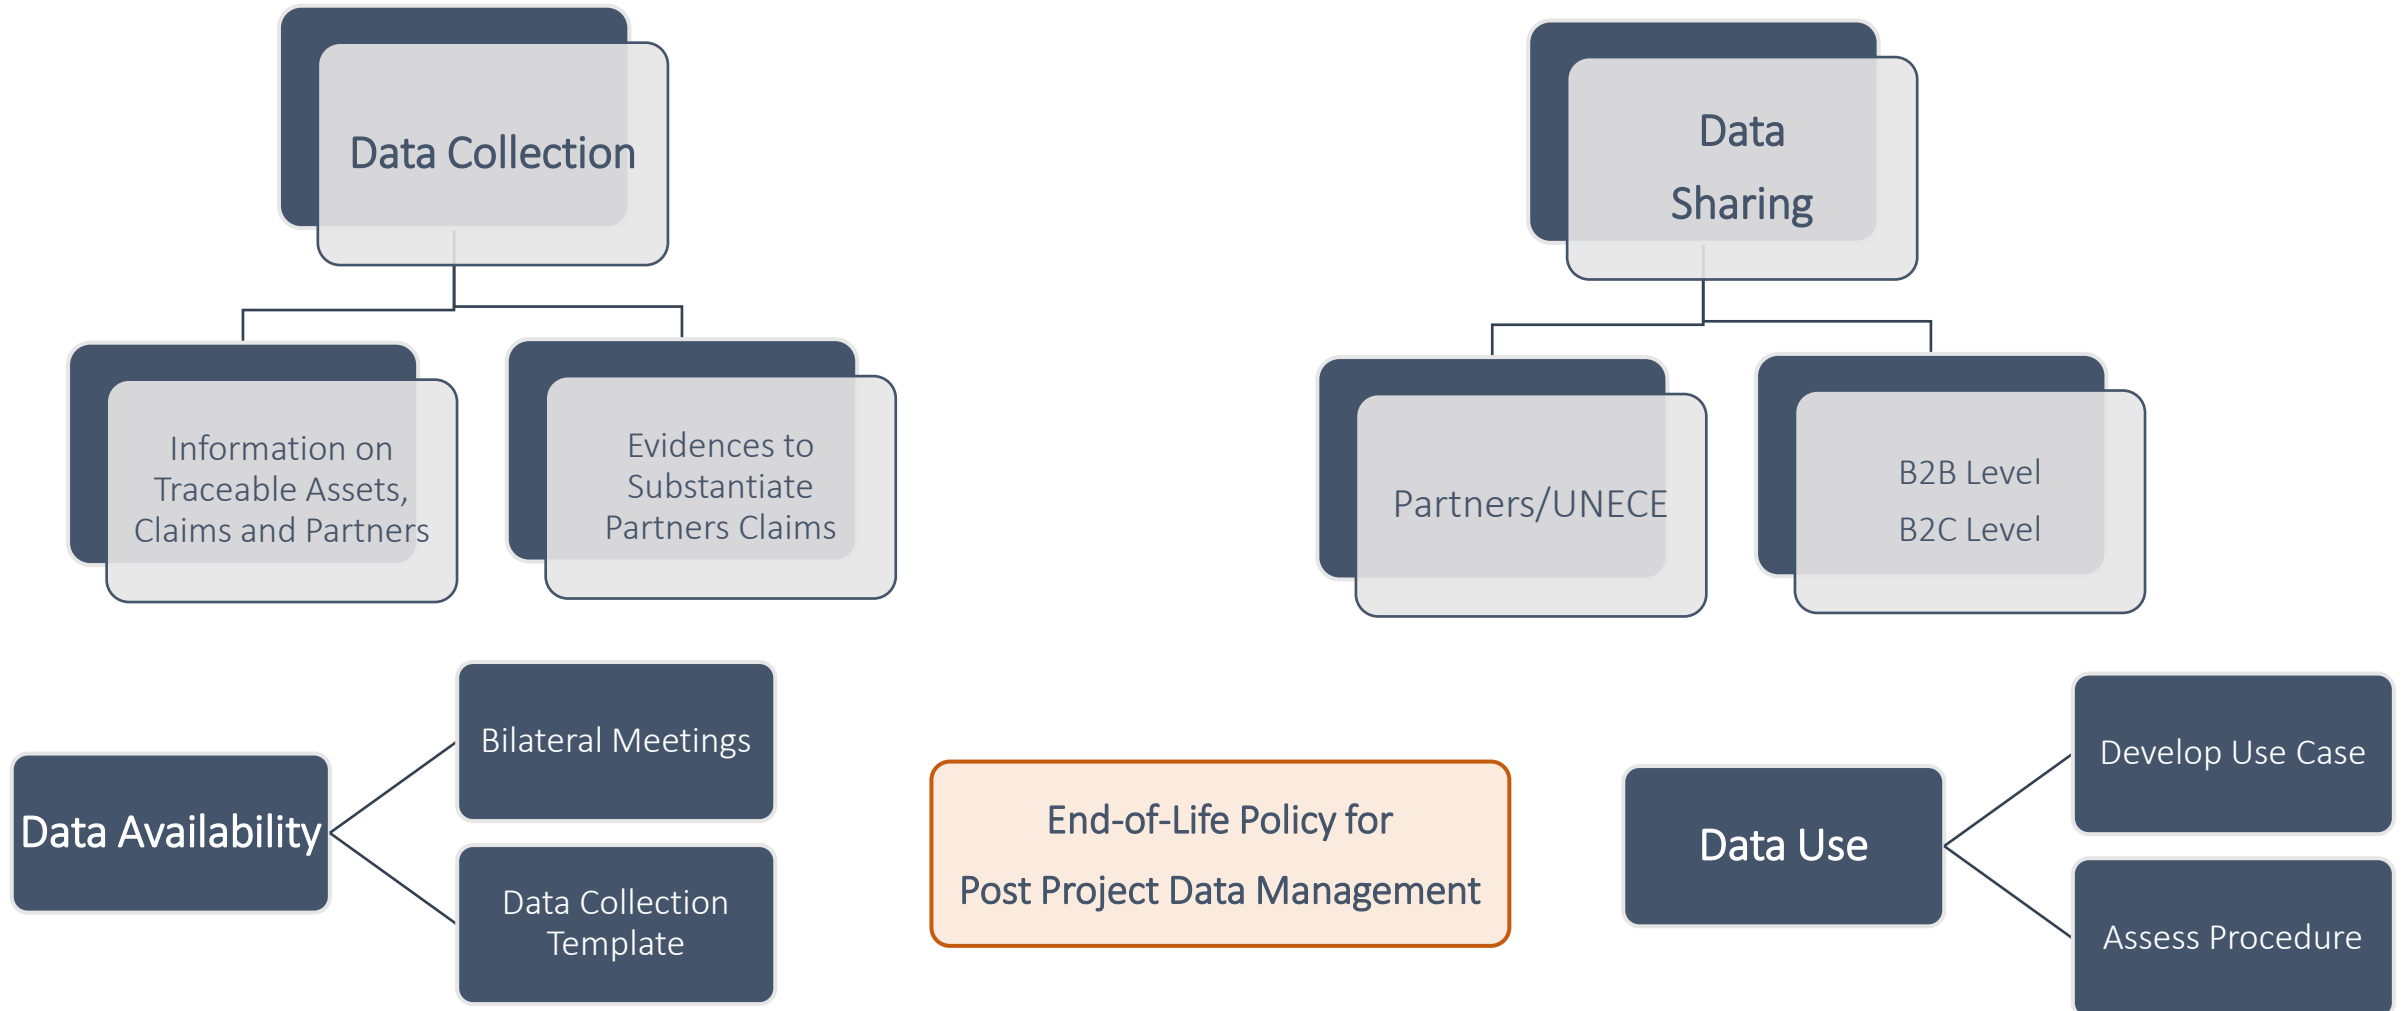 Data Collection
Information on
Traceable Assets,
Claims and Partners
Evidences to
Substantiate
Partners Claims
Data
Sharing
Partners/UNECE
B2B Level
B2C Level
Data Availability
Bilateral Meetings
Data Collection
Template
End-of-Life Policy for
Post Project Data Management
Data Use
Develop Use Case
Assess Procedure